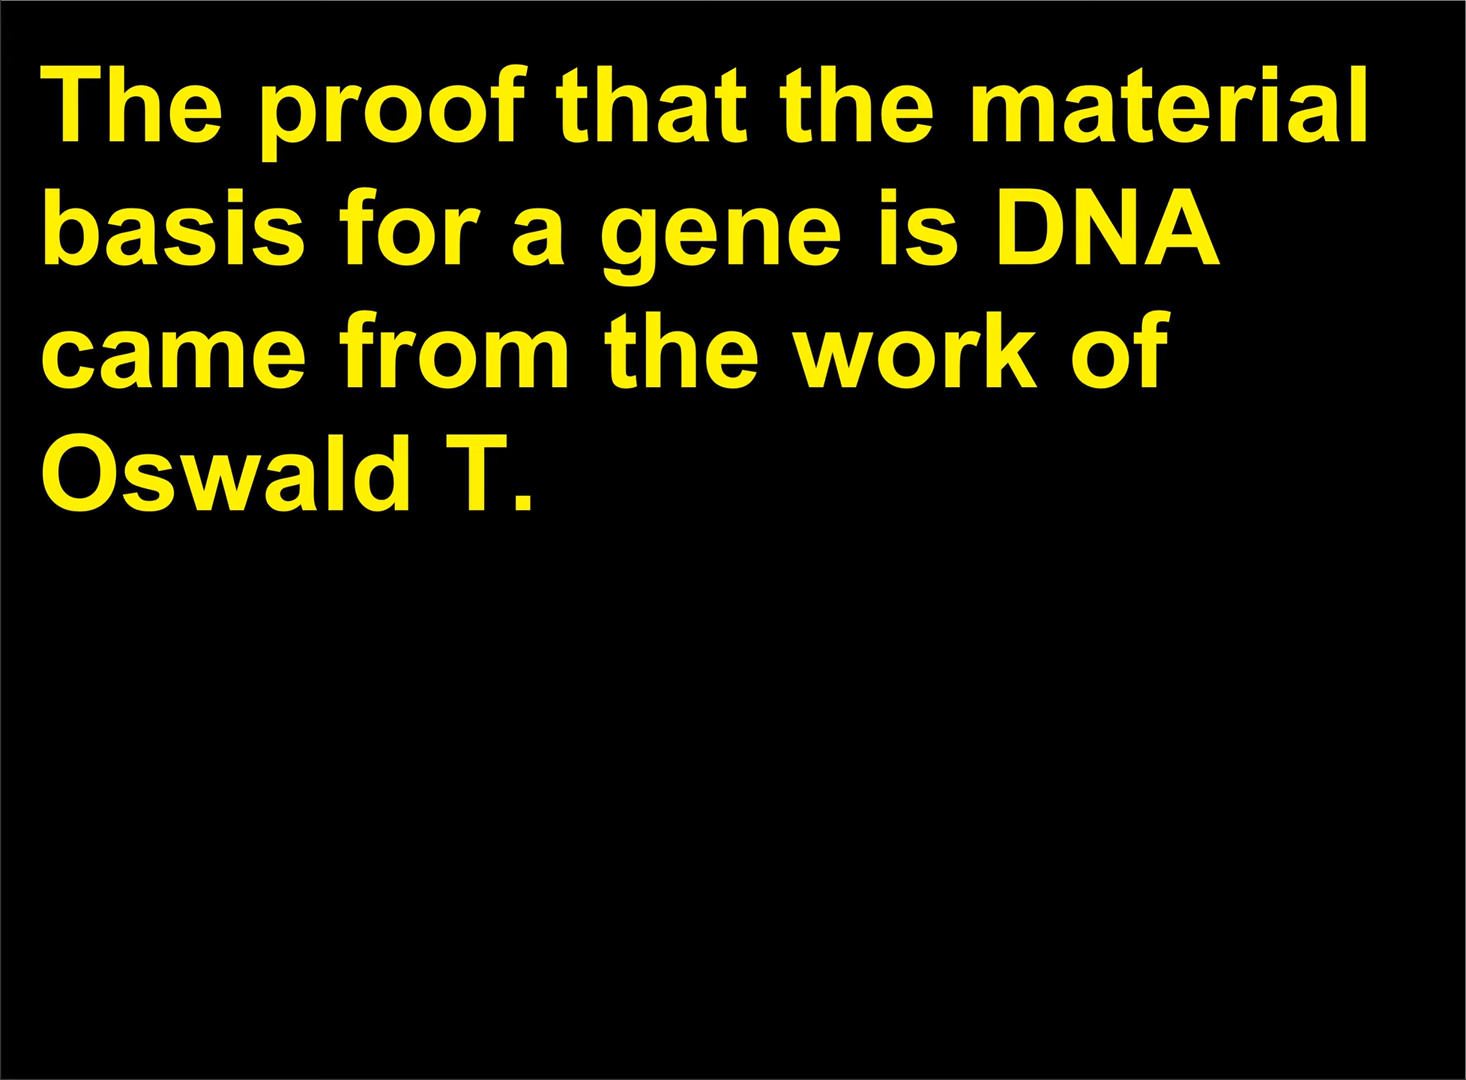 The proof that the material
basis for a gene is DNA
came from the work of
Oswald T.